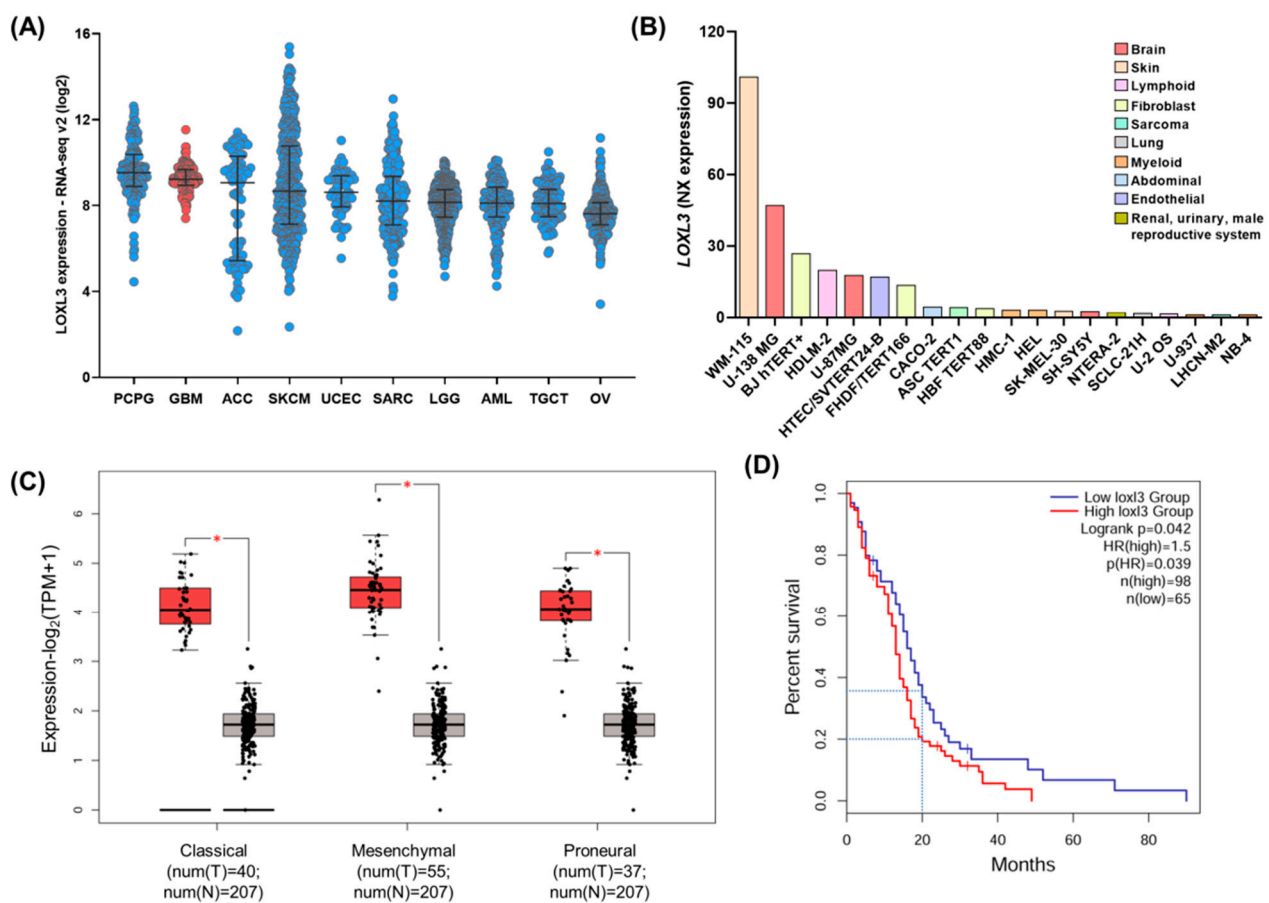 (A)
LOXL3 expression - RNA-seq v2 (log2)
16
12
8
4
0
PCPG GBM ACC SKCM UCEC SARC LGG AML TGCT OV
(B)
LOXL3 (NX expression)
120
90
60
30
0
Brain
Skin
Lymphoid
Fibroblast
Sarcoma
Lung
Myeloid
Abdominal
Endothelial
Renal, urinary, male
reproductive system
WM-115
U-138 MG
BJ hTERT+
HDLM-2
U-87MG
HTEC/SVTERT24-B
FHDF/TERT166
CACO-2
ASC TERT1
HBF TERT88
HMC-1
HEL
SK-MEL-30
SH-SY5Y
NTERA-2
SCLC-21H
U-2 OS
U-937
LHCN-M2
NB-4
(C)
Expression-log2(TPM+1)
6
5
4
3
2
1
0
*
*
*
Classical
(num(T)=40;
num(N)=207)
Mesenchymal
(num(T)=55;
num(N)=207)
Proneural
(num(T)=37;
num(N)=207)
(D)
Percent survival
1.0
0.8
0.6
0.4
0.2
0.0
Low loxl3 Group
High loxl3 Group
Logrank p=0.042
HR(high)=1.5
p(HR)=0.039
n(high)=98
n(low)=65
0 20 40 60 80
Months